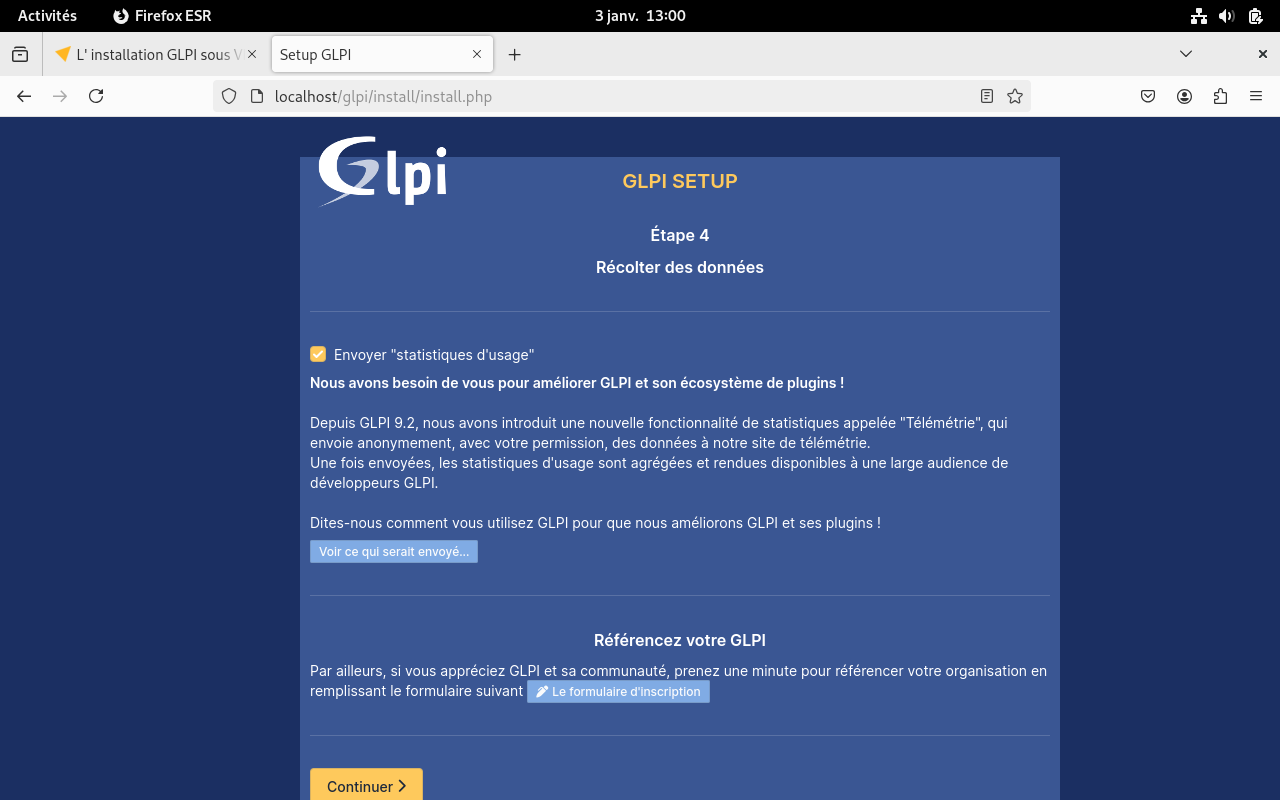 Activités
Firefox ESR
3 janv. 13:00
L' installation GLPI sous V
Setup GLPI
localhost/glpi/install/install.php
Glpi
GLPI SETUP
Étape 4
Récolter des données
Envoyer "statistiques d'usage"
Nous avons besoin de vous pour améliorer GLPI et son écosystème de plugins !
Depuis GLPI 9.2, nous avons introduit une nouvelle fonctionnalité de statistiques appelée "Télémétrie", qui
envoie anonymement, avec votre permission, des données à notre site de télémétrie.
Une fois envoyées, les statistiques d'usage sont agrégées et rendues disponibles à une large audience de
développeurs GLPI.
Dites-nous comment vous utilisez GLPI pour que nous améliorons GLPI et ses plugins !
Voir ce qui serait envoyé...
Référencez votre GLPI
Par ailleurs, si vous appréciez GLPI et sa communauté, prenez une minute pour référencer votre organisation en
remplissant le formulaire suivant Le formulaire d'inscription
Continuer